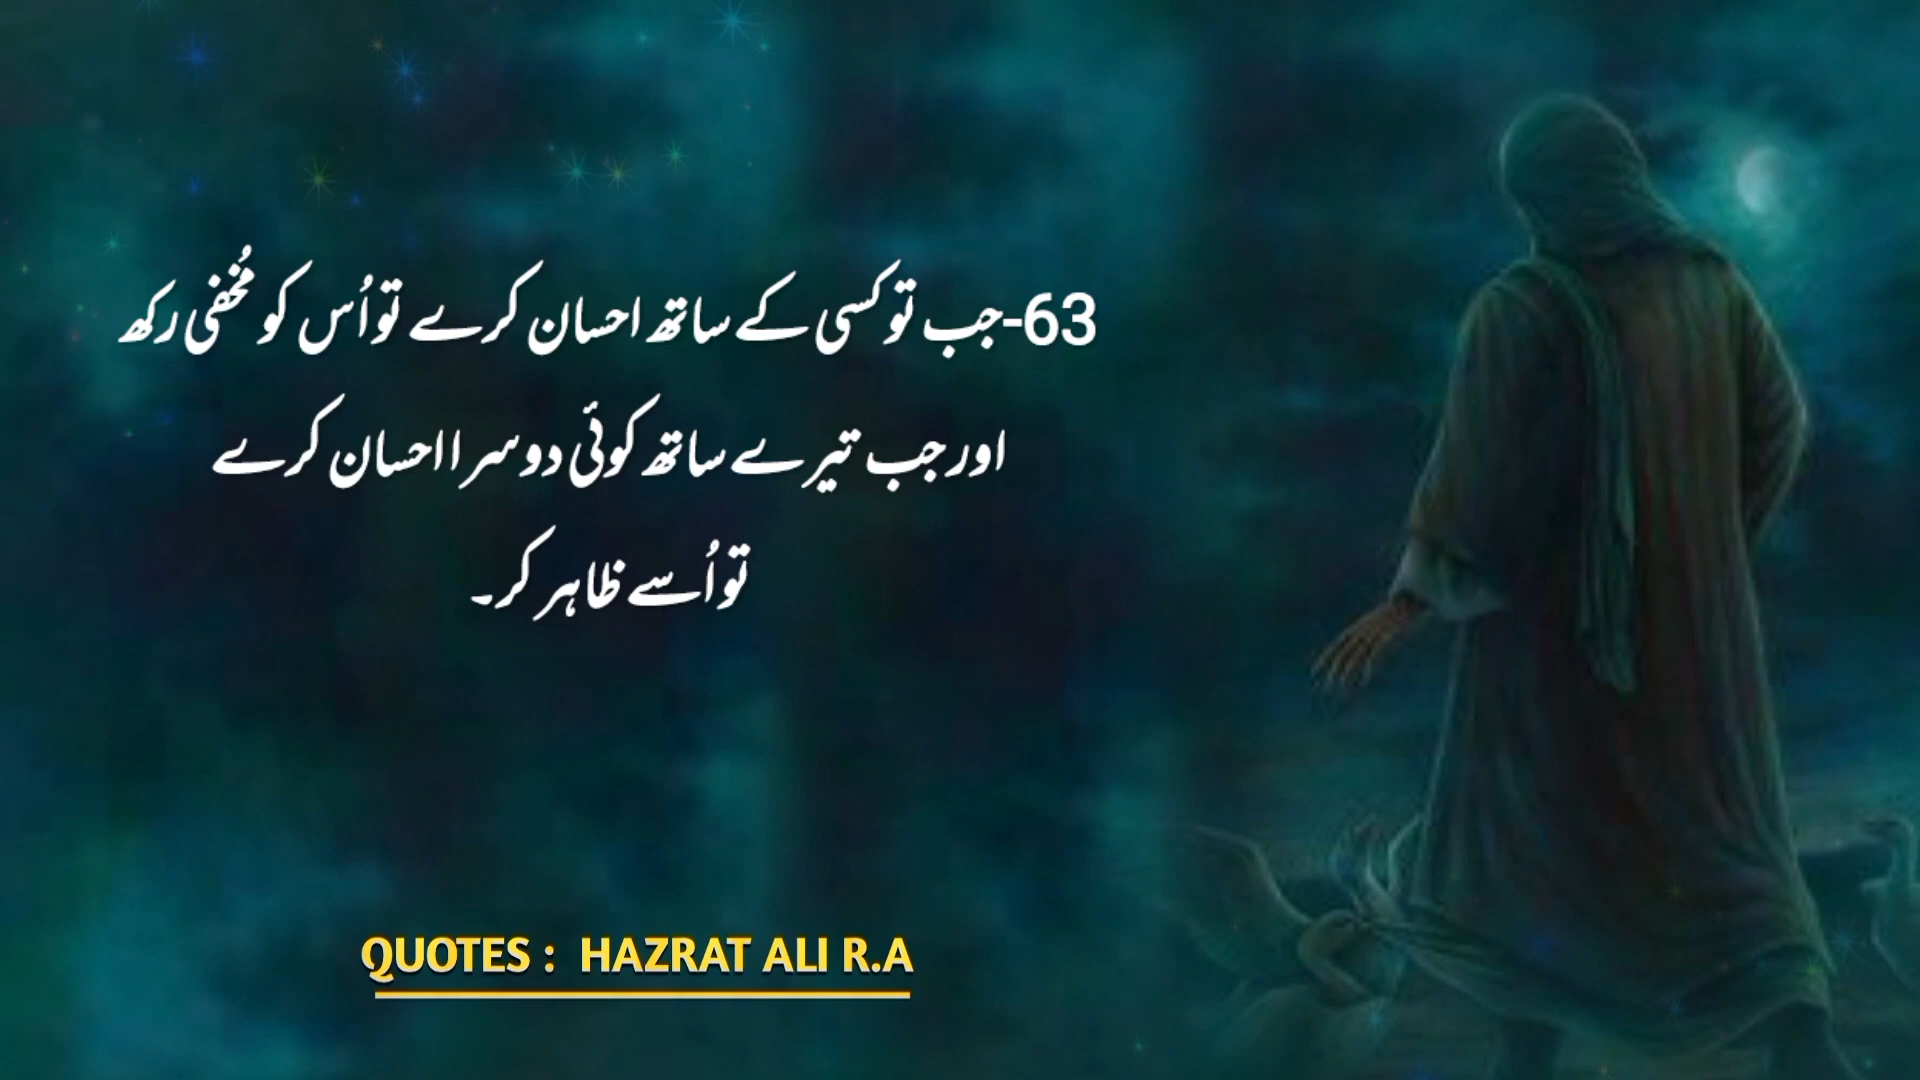 63-جب تو کسی کے ساتھ احسان کرے تو اُس کو مُخفی رکھ
اور جب تیرے ساتھ کوئی دوسرا احسان کرے
تو اُسے ظاہر کر۔
QUOTES : HAZRAT ALI R.A